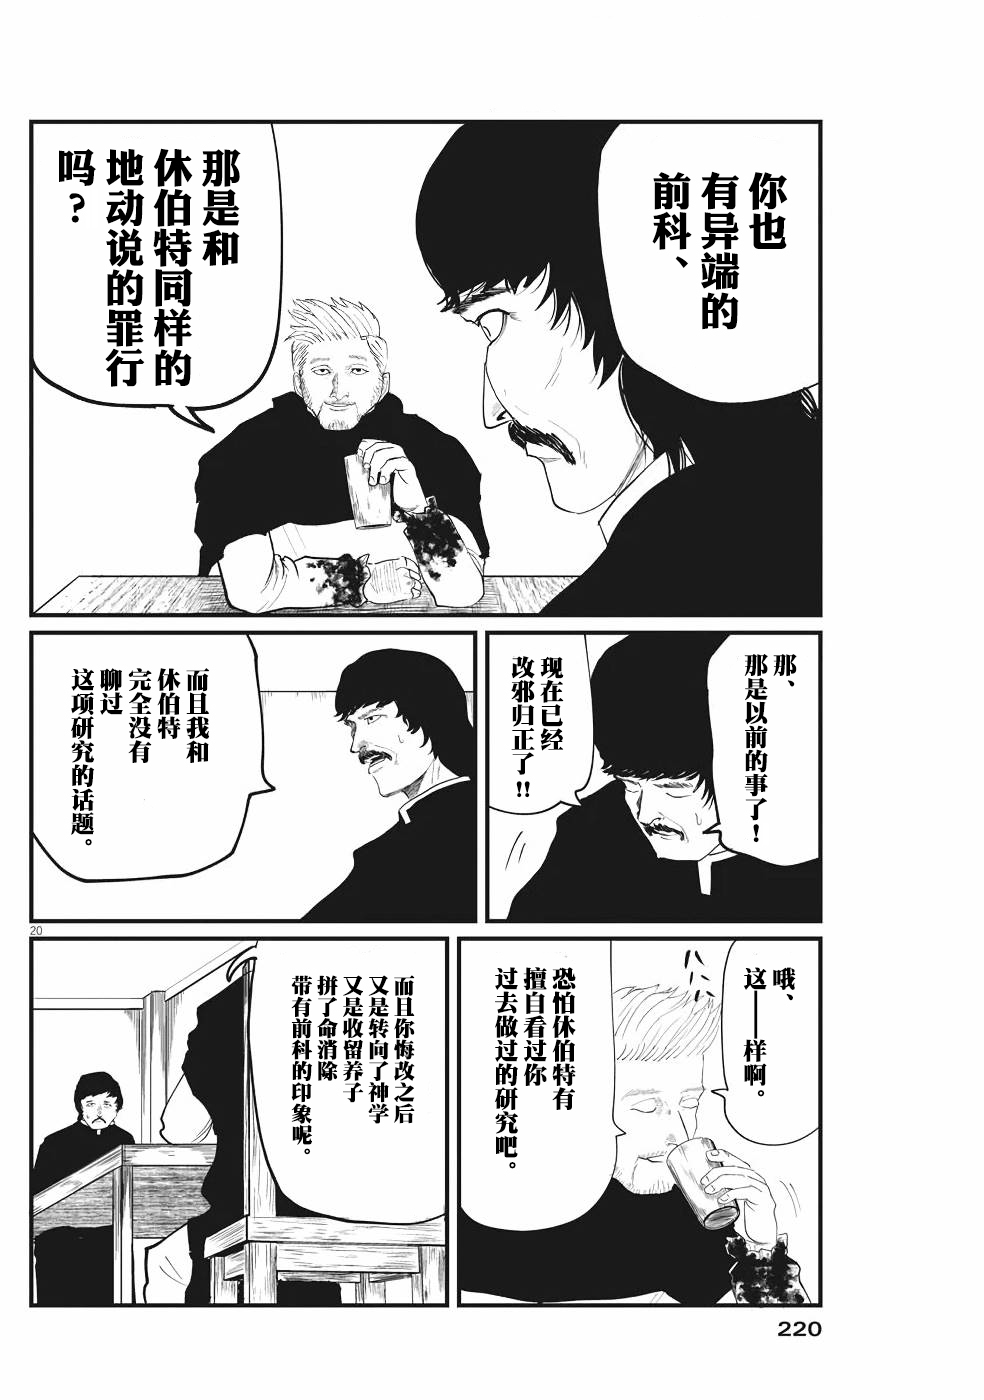 你也
有异端的
前科、
那是和
休伯特同样的
地动说的罪行
吗？
那、
那是以前的事了！
现在已经
改邪归正了!!
而且我和
休伯特
完全没有
聊过
这项研究的话题。
哦、
这——样啊。
恐怕休伯特有
擅自看过你
过去做过的研究吧。
而且你悔改之后
又是转向了神学
又是收留养子
拼了命消除
带有前科的印象呢。
20
220